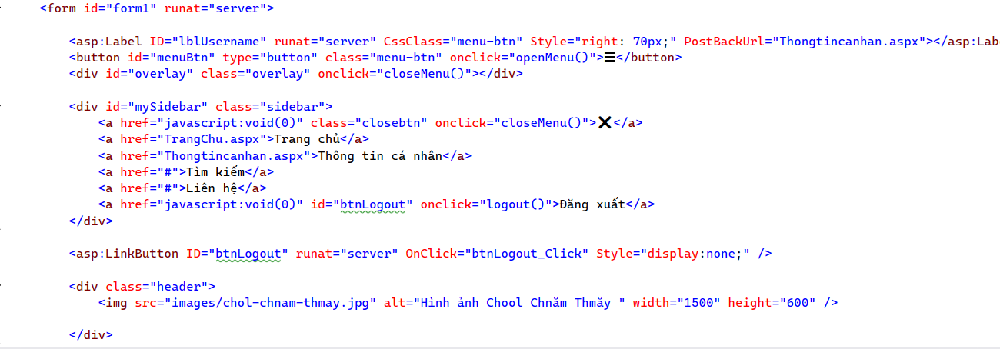 <form id="form1" runat="server">
<asp:Label ID="lblUsername" runat="server" CssClass="menu-btn" Style="right: 70px;" PostBackUrl="Thongtincanhan.aspx"></asp:Lab
<button id="menuBtn" type="button" class="menu-btn" onclick="openMenu()">☰</button>
<div id="overlay" class="overlay" onclick="closeMenu()"></div>
<div id="mySidebar" class="sidebar">
<a href="javascript:void(0)" class="closebtn" onclick="closeMenu()">✖</a>
<a href="TrangChu.aspx">Trang chủ</a>
<a href="Thongtincanhan.aspx">Thông tin cá nhân</a>
<a href="#">Tìm kiếm</a>
<a href="#">Liên hệ</a>
<a href="javascript:void(0)" id="btnLogout" onclick="logout()">Đăng xuất</a>
</div>
<asp:LinkButton ID="btnLogout" runat="server" OnClick="btnLogout_Click" Style="display:none;" />
<div class="header">
<img src="images/chol-chnam-thmay.jpg" alt="Hình ảnh Chool Chnăm Thmăy " width="1500" height="600" />
</div>